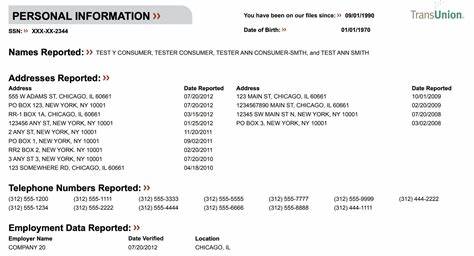 PERSONAL INFORMATION >>
You have been on our files since: >> 09/01/1990
TransUnion.
SSN: >> XXX-XX-2344
Date of Birth: >> 01/01/1970
Names Reported: >> TEST Y CONSUMER, TESTER CONSUMER, TESTER ANN CONSUMER-SMTH, and TEST ANN SMITH
Addresses Reported: >>
Address Date Reported Address Date Reported
555 W ADAMS ST, CHICAGO, IL 60661 07/20/2012 123 MAIN ST, CHICAGO, IL 60661 10/01/2009
PO BOX 123, NEW YORK, NY 10001 07/20/2012 1234567890 MAIN ST, CHICAGO, IL 60661 02/20/2009
RR-1 BOX 1A, CHICAGO, IL 60661 03/15/2012 12345 SW MAIN ST N, NEW YORK, NY 10001 07/20/2008
123456 ANY ST, NEW YORK, NY 10001 01/25/2012 PO BOX 3, NEW YORK, NY 10001 03/02/2008
2 ANY ST, NEW YORK, NY 10001 11/20/2011
PO BOX 1, NEW YORK, NY 10001 09/02/2011
RR-2 BOX 2, NEW YORK, NY 10001 02/02/2011
3 ANY ST 3, NEW YORK, NY 10001 07/20/2010
123 SOMEWHERE RD, CHICAGO, IL 60661 04/18/2010
Telephone Numbers Reported: >>
(312) 555-1200 (312) 555-1111 (312) 555-3333 (312) 555-5555 (312) 555-7777 (312) 555-9999 (312) 444-2222
(312) 555-1234 (312) 555-2222 (312) 555-4444 (312) 555-6666 (312) 555-8888 (312) 444-1111
Employment Data Reported: >>
Employer Name Date Verified Location
COMPANY 20 07/20/2012 CHICAGO, IL